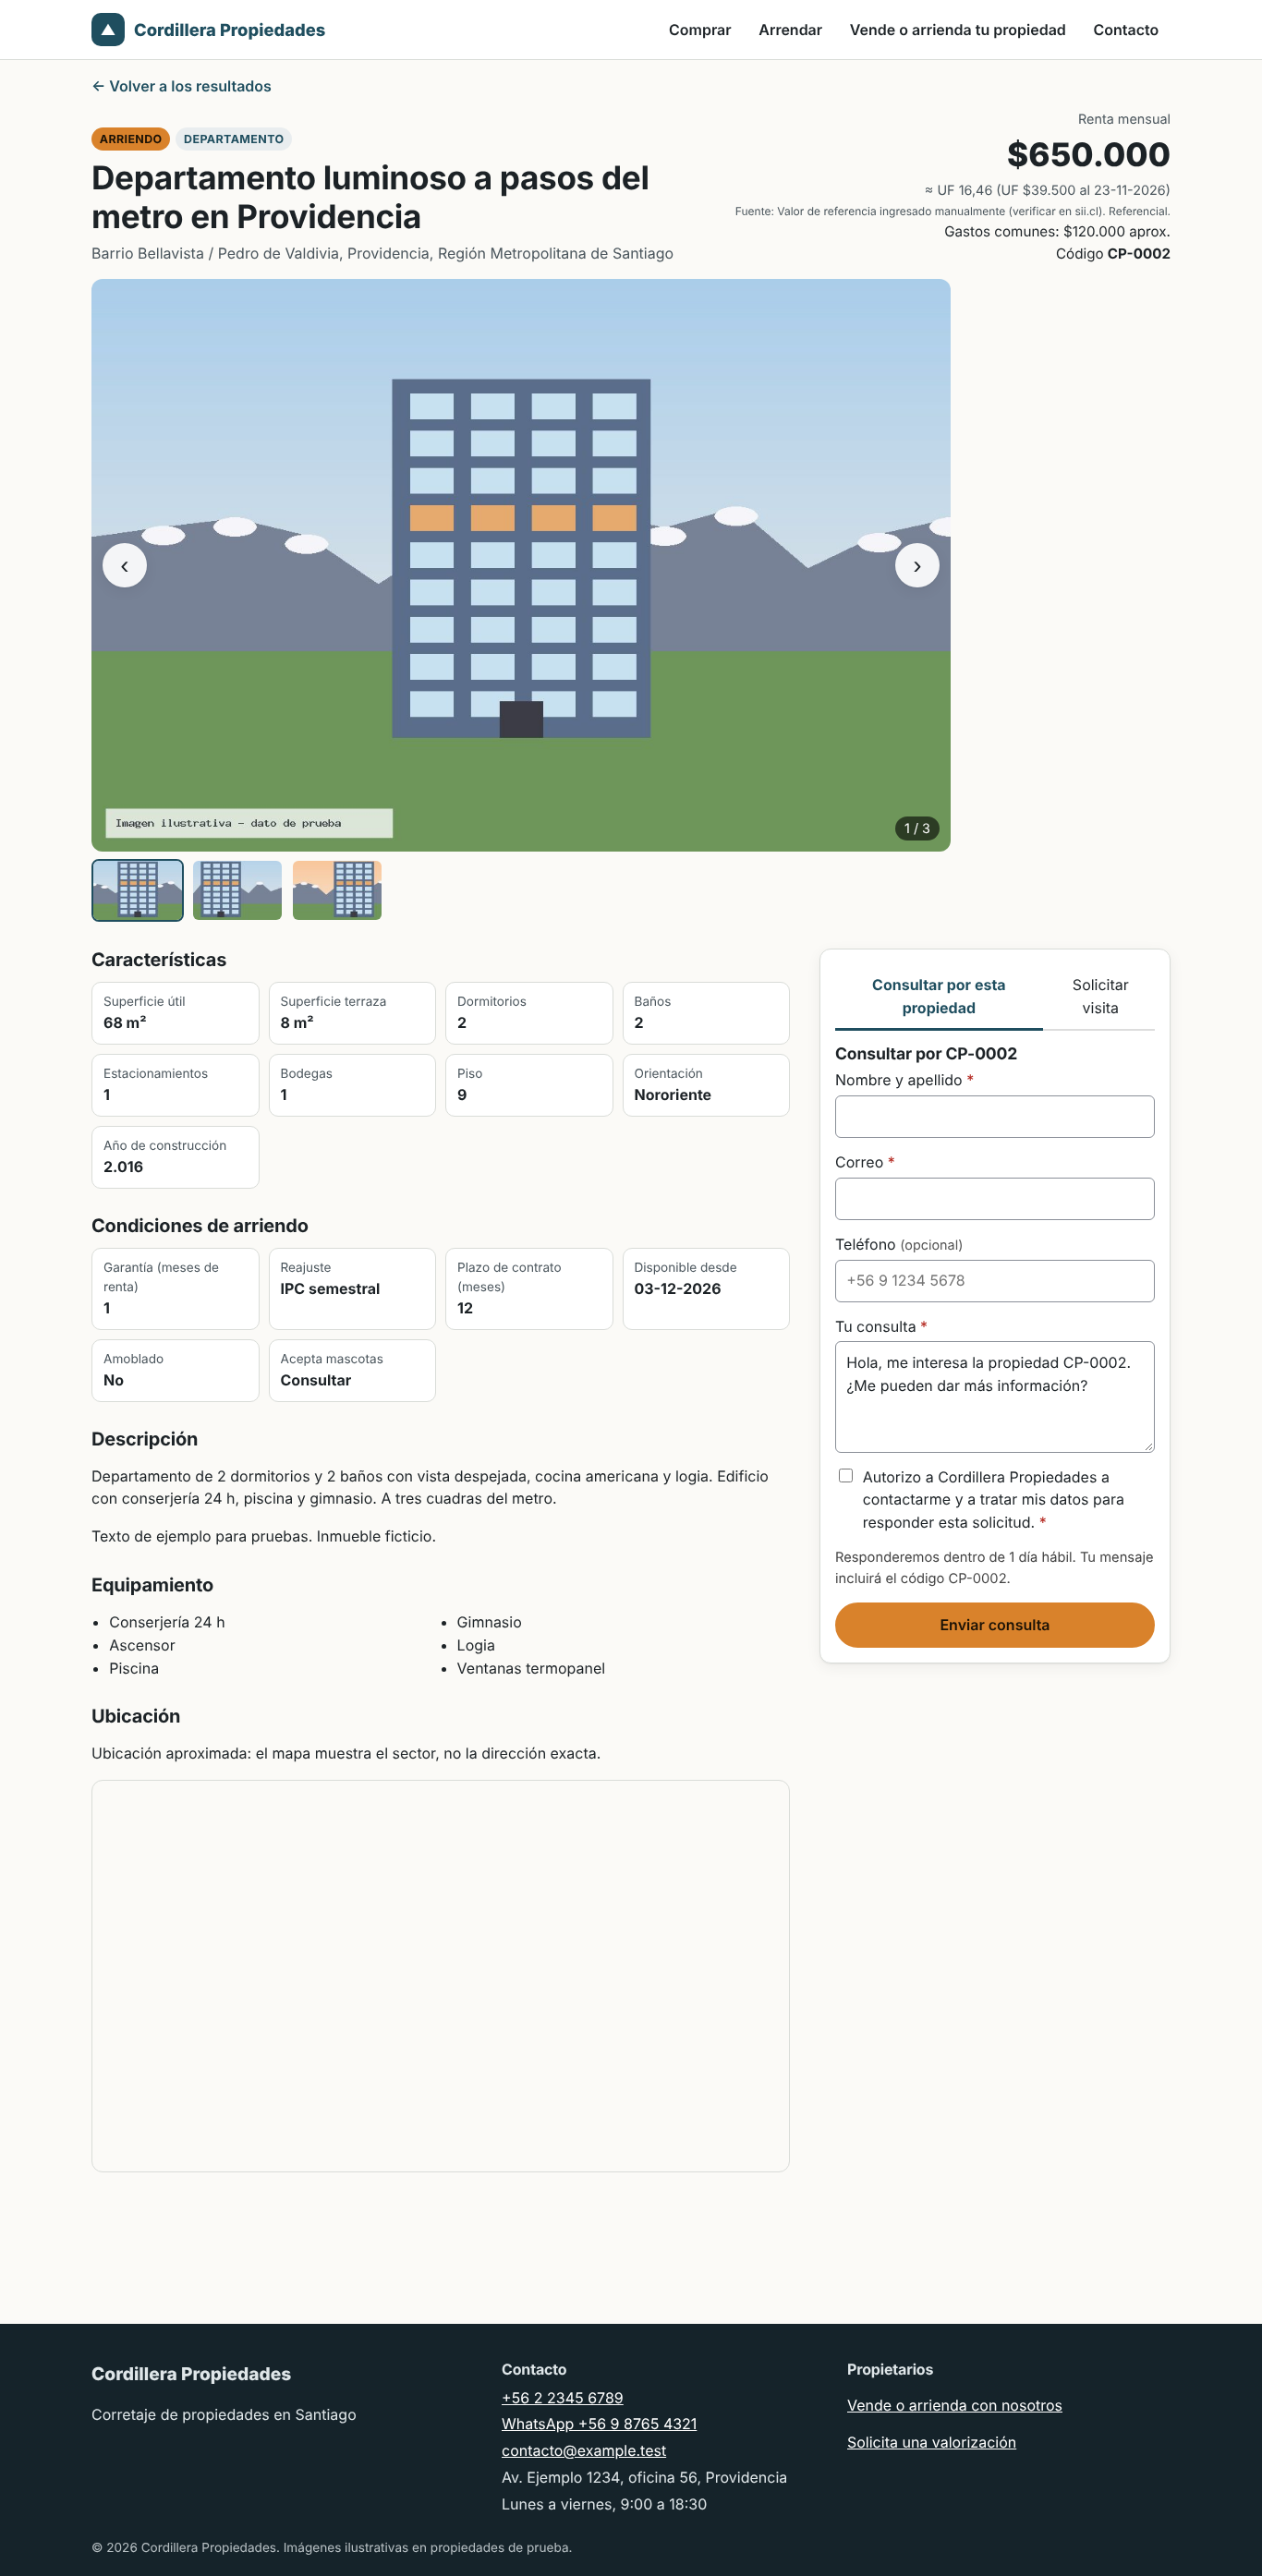 Cordillera Propiedades
Comprar
Arrendar
Vende o arrienda tu propiedad
Contacto
← Volver a los resultados
ARRIENDO
DEPARTAMENTO
Departamento luminoso a pasos del
metro en Providencia
Barrio Bellavista / Pedro de Valdivia, Providencia, Región Metropolitana de Santiago
Renta mensual
$650.000
≈ UF 16,46 (UF $39.500 al 23-11-2026)
Fuente: Valor de referencia ingresado manualmente (verificar en sii.cl). Referencial.
Gastos comunes: $120.000 aprox.
Código CP-0002
‹
›
Imagen ilustrativa - dato de prueba
1 / 3
Características
Superficie útil
68 m²
Superficie terraza
8 m²
Dormitorios
2
Baños
2
Estacionamientos
1
Bodegas
1
Piso
9
Orientación
Nororiente
Año de construcción
2.016
Condiciones de arriendo
Garantía (meses de
renta)
1
Reajuste
IPC semestral
Plazo de contrato
(meses)
12
Disponible desde
03-12-2026
Amoblado
No
Acepta mascotas
Consultar
Descripción
Departamento de 2 dormitorios y 2 baños con vista despejada, cocina americana y logia. Edificio
con conserjería 24 h, piscina y gimnasio. A tres cuadras del metro.
Texto de ejemplo para pruebas. Inmueble ficticio.
Equipamiento
• Conserjería 24 h
• Ascensor
• Piscina
• Gimnasio
• Logia
• Ventanas termopanel
Ubicación
Ubicación aproximada: el mapa muestra el sector, no la dirección exacta.
Consultar por esta
propiedad
Solicitar
visita
Consultar por CP-0002
Nombre y apellido *
Correo *
Teléfono (opcional)
+56 9 1234 5678
Tu consulta *
Hola, me interesa la propiedad CP-0002.
¿Me pueden dar más información?
Autorizo a Cordillera Propiedades a
contactarme y a tratar mis datos para
responder esta solicitud. *
Responderemos dentro de 1 día hábil. Tu mensaje
incluirá el código CP-0002.
Enviar consulta
Cordillera Propiedades
Corretaje de propiedades en Santiago
Contacto
+56 2 2345 6789
WhatsApp +56 9 8765 4321
contacto@example.test
Av. Ejemplo 1234, oficina 56, Providencia
Lunes a viernes, 9:00 a 18:30
Propietarios
Vende o arrienda con nosotros
Solicita una valorización
© 2026 Cordillera Propiedades. Imágenes ilustrativas en propiedades de prueba.